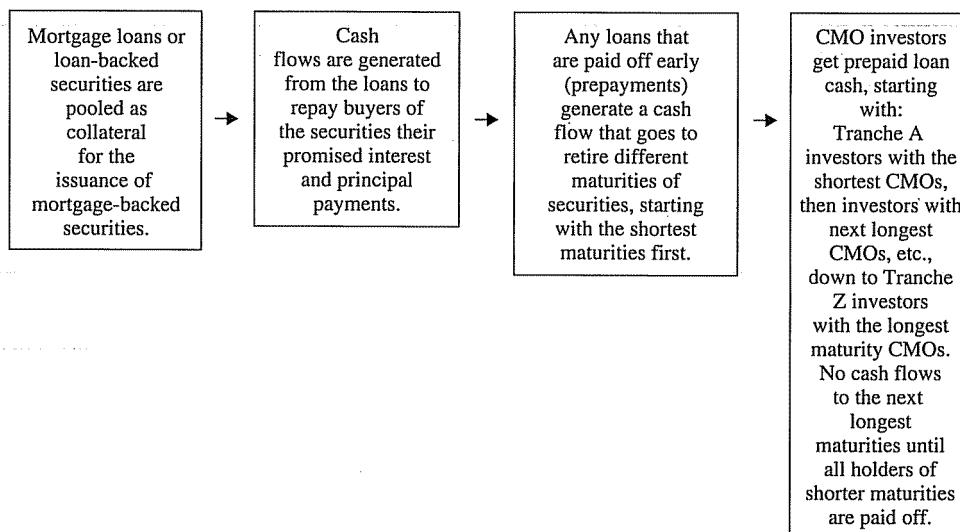 Mortgage loans or
loan-backed
securities are
pooled as
collateral
for the
issuance of
mortgage-backed
securities.
Cash
flows are generated
from the loans to
repay buyers of
the securities their
promised interest
and principal
payments.
Any loans that
are paid off early
(prepayments)
generate a cash
flow that goes to
retire different
maturities of
securities, starting
with the shortest
maturities first.
CMO investors
get prepaid loan
cash, starting
with:
Tranche A
investors with the
shortest CMOs,
then investors with
next longest
CMOs, etc.,
down to Tranche
Z investors
with the longest
maturity CMOs.
No cash flows
to the next
longest
maturities until
all holders of
shorter maturities
are paid off.